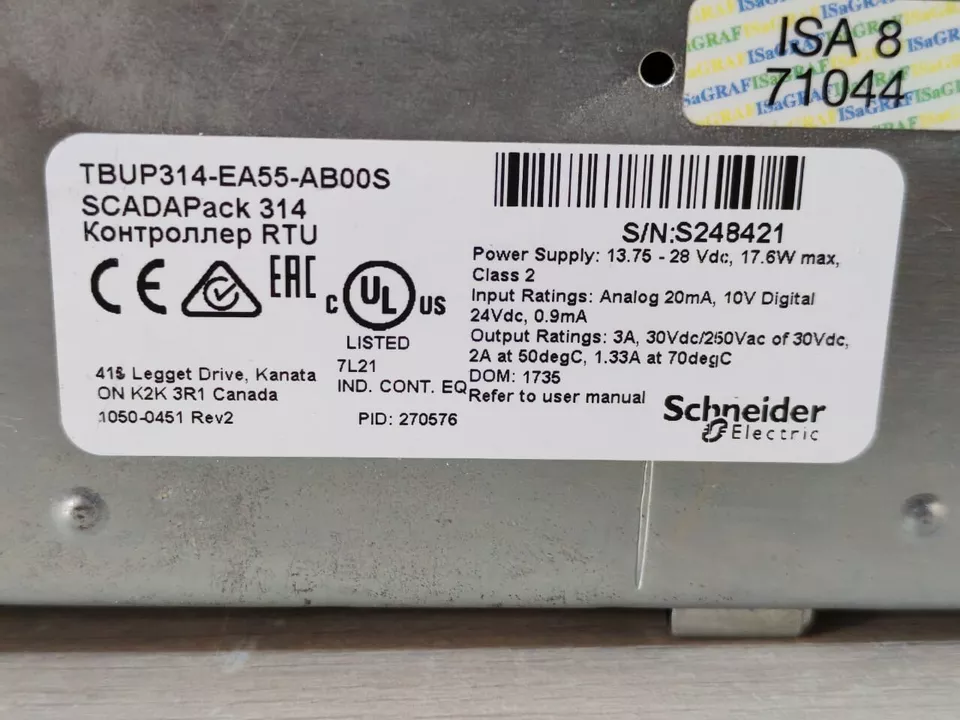 ISA 8
71044
TBUP314-EA55-AB00S
SCADAPack 314
Контроллер RTU
S/N:S248421
Power Supply: 13.75 - 28 Vdc, 17.6W max,
Class 2
Input Ratings: Analog 20mA, 10V Digital
24Vdc, 0.9mA
Output Ratings: 3A, 30Vdc/250Vac of 30Vdc,
2A at 50degC, 1.33A at 70degC
DOM: 1735
Refer to user manual
CE
EAC
C UL US
LISTED
7L21
IND. CONT. EQ
PID: 270576
415 Legget Drive, Kanata
ON K2K 3R1 Canada
1050-0451 Rev2
Schneider
Electric